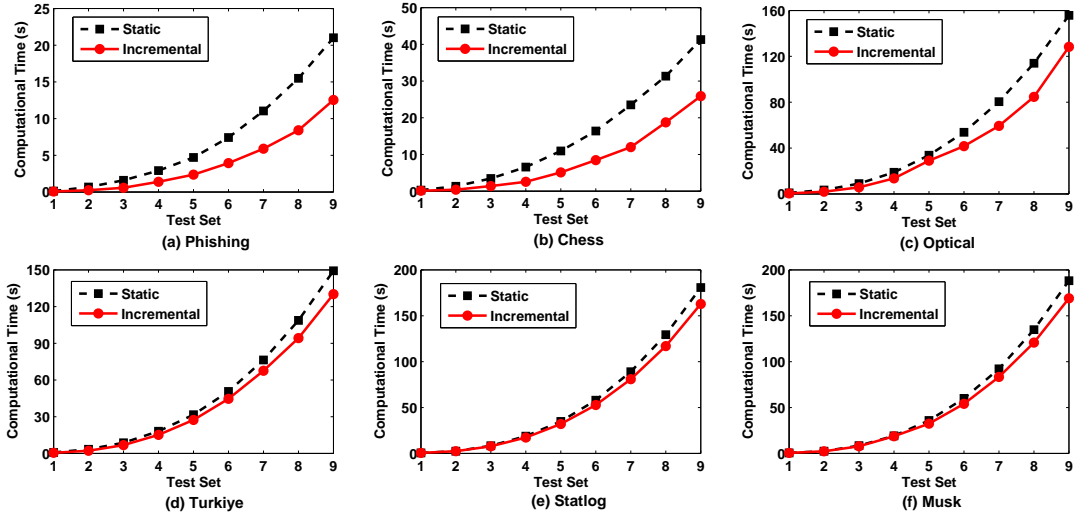 Computational Time (s)
25
20
15
10
5
0
Static
Incremental
1 2 3 4 5 6 7 8 9
Test Set
(a) Phishing
Computational Time (s)
50
40
30
20
10
0
Static
Incremental
1 2 3 4 5 6 7 8 9
Test Set
(b) Chess
Computational Time (s)
160
120
80
40
0
Static
Incremental
1 2 3 4 5 6 7 8 9
Test Set
(c) Optical
Computational Time (s)
150
120
90
60
30
0
Static
Incremental
1 2 3 4 5 6 7 8 9
Test Set
(d) Turkiye
Computational Time (s)
200
150
100
50
0
Static
Incremental
1 2 3 4 5 6 7 8 9
Test Set
(e) Statlog
Computational Time (s)
200
150
100
50
0
Static
Incremental
1 2 3 4 5 6 7 8 9
Test Set
(f) Musk